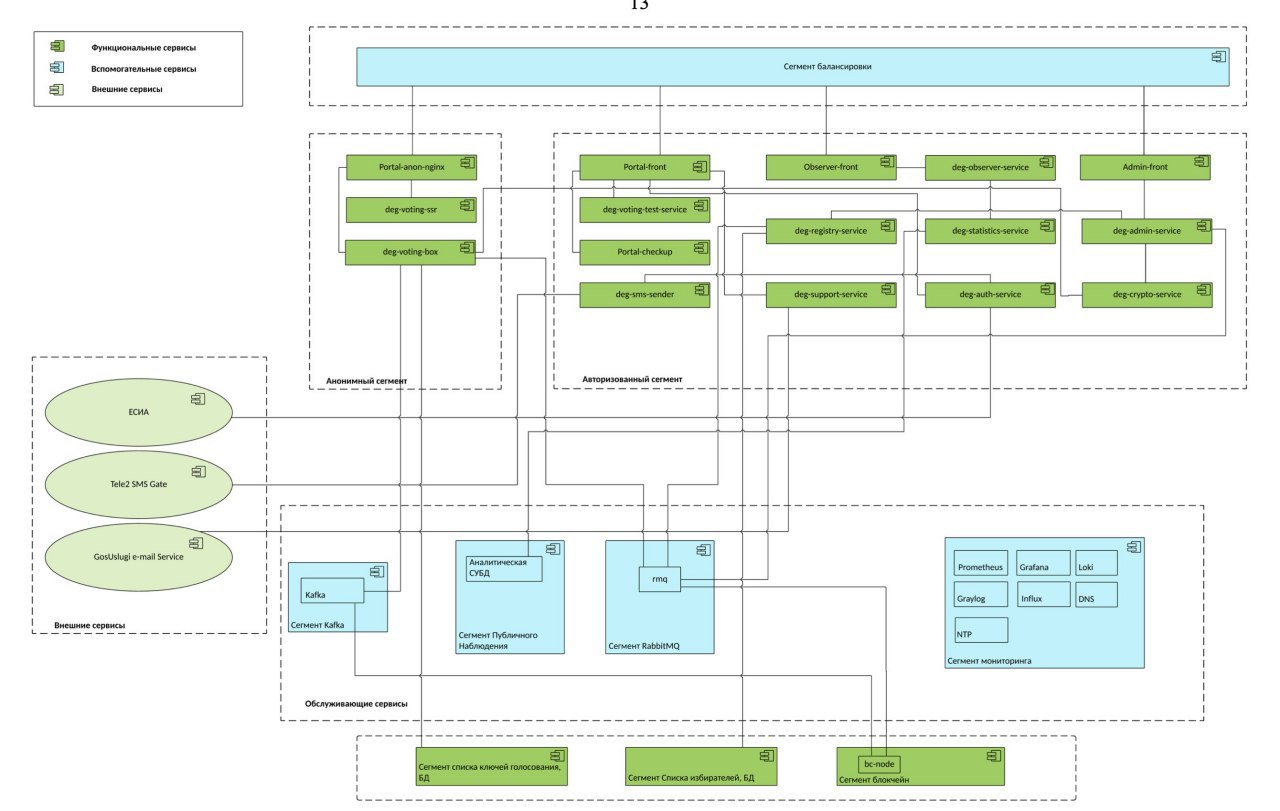 13
Функциональные сервисы
Вспомогательные сервисы
Внешние сервисы
Сегмент балансировки
Portal-anon-nginx
deg-voting-ssr
deg-voting-box
Анонимный сегмент
Portal-front
Observer-front
deg-observer-service
Admin-front
deg-voting-test-service
deg-registry-service
deg-statistics-service
deg-admin-service
Portal-checkup
deg-sms-sender
deg-support-service
deg-auth-service
deg-crypto-service
Авторизованный сегмент
ЕСИА
Tele2 SMS Gate
GosUslugi e-mail Service
Внешние сервисы
Kafka
Сегмент Kafka
Аналитическая
СУБД
Сегмент Публичного
Наблюдения
rmq
Сегмент RabbitMQ
Prometheus
Grafana
Loki
Graylog
Influx
DNS
NTP
Сегмент мониторинга
Обслуживающие сервисы
Сегмент списка ключей голосования,
БД
Сегмент Списка избирателей, БД
bc-node
Сегмент блокчейн